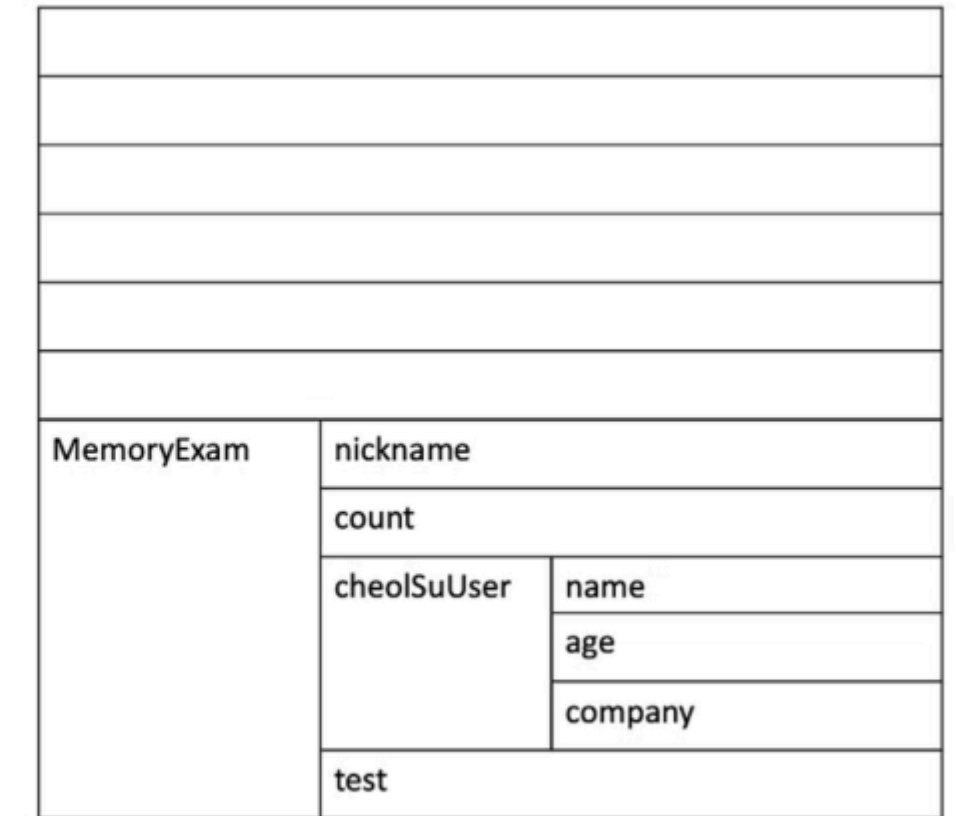 MemoryExam
nickname
count
cheolSuUser
name
age
company
test